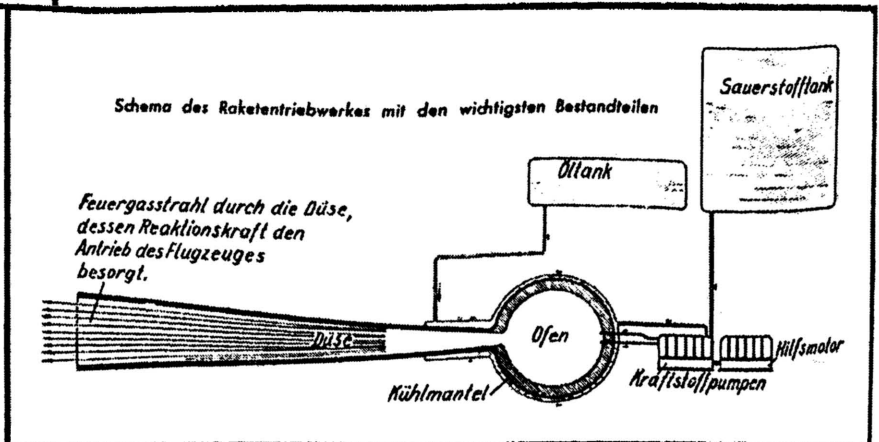 Sauerstofftank
Schema des Raketentriebwerkes mit den wichtigsten Bestandteilen
Öltank
Feuergasstrahl durch die Düse,
dessen Reaktionskraft den
Antrieb des Flugzeuges
besorgt.
Düse
Ofen
Hilfsmotor
Kraftstoffpumpen
Kühlmantel